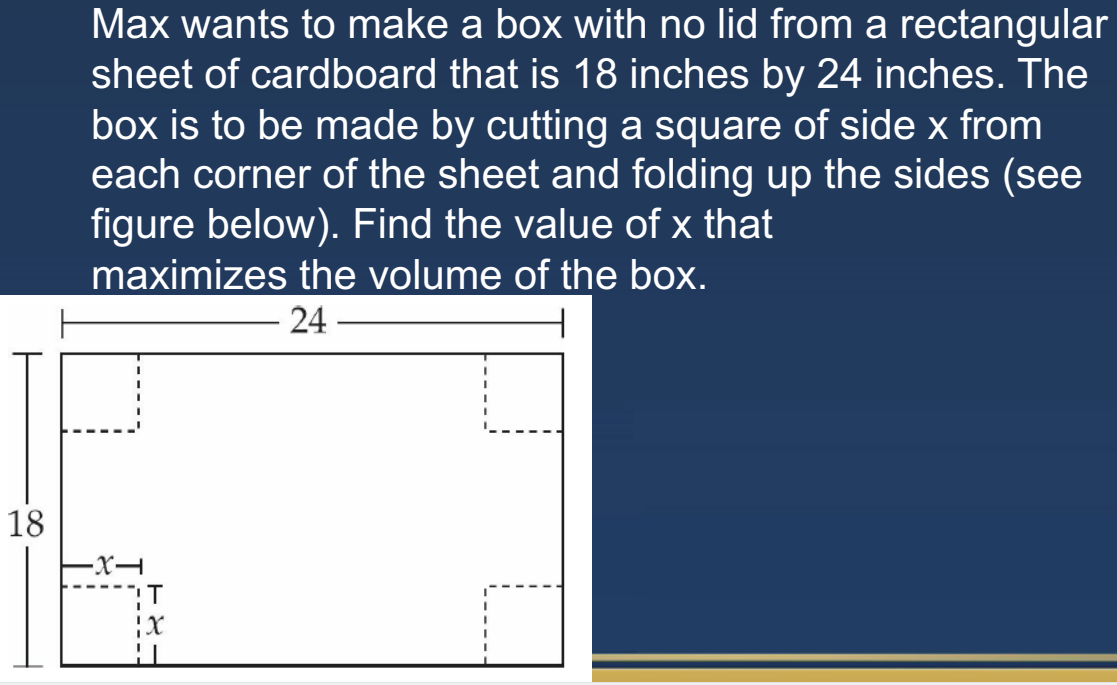 Max wants to make a box with no lid from a rectangular
sheet of cardboard that is 18 inches by 24 inches. The
box is to be made by cutting a square of side x from
each corner of the sheet and folding up the sides (see
figure below). Find the value of x that
maximizes the volume of the box.
24
18
x
x